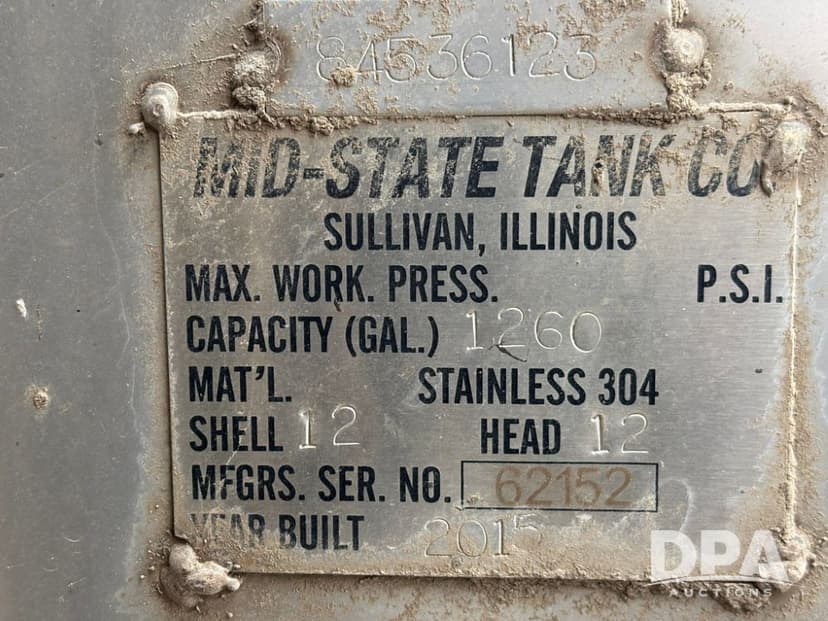 84536123
MID-STATE TANK CO.
SULLIVAN, ILLINOIS
MAX. WORK. PRESS. P.S.I.
CAPACITY (GAL.) 1260
MAT'L. STAINLESS 304
SHELL 12 HEAD 12
MFGRS. SER. NO. 62152
YEAR BUILT 2015
DPA
AUCTIONS